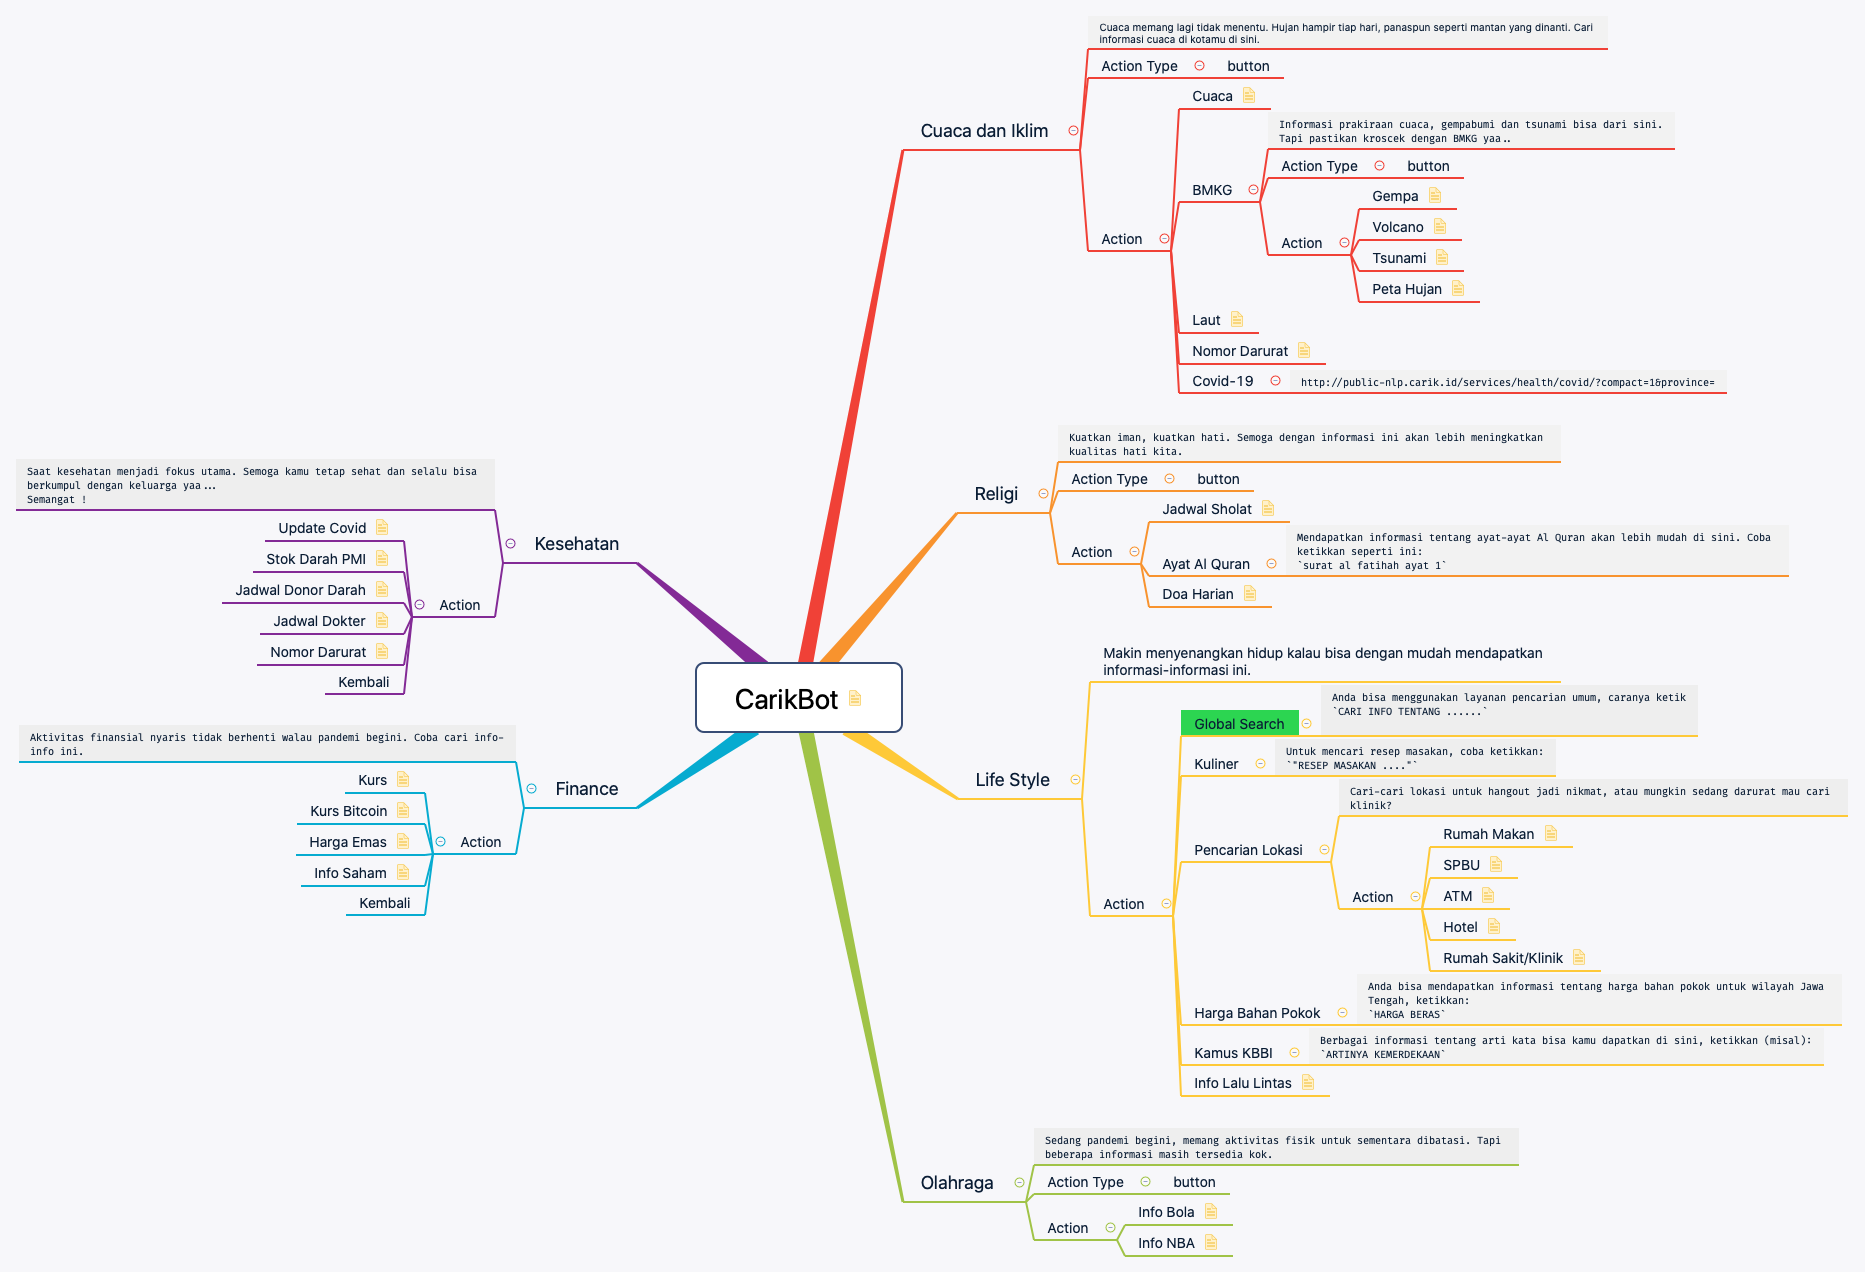 Cuaca memang lagi tidak menentu. Hujan hampir tiap hari, panaspun seperti mantan yang dinanti. Cari
informasi cuaca di kotamu di sini.
Action Type
button
Cuaca
Cuaca dan Iklim
Informasi prakiraan cuaca, gempabumi dan tsunami bisa dari sini.
Tapi pastikan kroscek dengan BMKG yaa..
Action Type
button
BMKG
Gempa
Volcano
Action
Action
Tsunami
Peta Hujan
Laut
Nomor Darurat
Covid-19
http://public-nlp.carik.id/services/health/covid/?compact=1&province=
Kuatkan iman, kuatkan hati. Semoga dengan informasi ini akan lebih meningkatkan
kualitas hati kita.
Action Type
button
Religi
Jadwal Sholat
Action
Mendapatkan informasi tentang ayat-ayat Al Quran akan lebih mudah di sini. Coba
ketikkan seperti ini:
`surat al fatihah ayat 1`
Ayat Al Quran
Doa Harian
Saat kesehatan menjadi fokus utama. Semoga kamu tetap sehat dan selalu bisa
berkumpul dengan keluarga yaa...
Semangat !
Update Covid
Kesehatan
Stok Darah PMI
Jadwal Donor Darah
Action
Jadwal Dokter
Nomor Darurat
Kembali
CarikBot
Aktivitas finansial nyaris tidak berhenti walau pandemi begini. Coba cari info-
info ini.
Kurs
Finance
Kurs Bitcoin
Harga Emas
Action
Info Saham
Kembali
Makin menyenangkan hidup kalau bisa dengan mudah mendapatkan
informasi-informasi ini.
Anda bisa menggunakan layanan pencarian umum, caranya ketik
`CARI INFO TENTANG ......`
Global Search
Untuk mencari resep masakan, coba ketikkan:
`"RESEP MASAKAN ...."`
Kuliner
Life Style
Cari-cari lokasi untuk hangout jadi nikmat, atau mungkin sedang darurat mau cari
klinik?
Rumah Makan
Pencarian Lokasi
SPBU
Action
ATM
Action
Hotel
Rumah Sakit/Klinik
Anda bisa mendapatkan informasi tentang harga bahan pokok untuk wilayah Jawa
Tengah, ketikkan:
`HARGA BERAS`
Harga Bahan Pokok
Berbagai informasi tentang arti kata bisa kamu dapatkan di sini, ketikkan (misal):
`ARTINYA KEMERDEKAAN`
Kamus KBBI
Info Lalu Lintas
Sedang pandemi begini, memang aktivitas fisik untuk sementara dibatasi. Tapi
beberapa informasi masih tersedia kok.
Olahraga
Action Type
button
Info Bola
Action
Info NBA